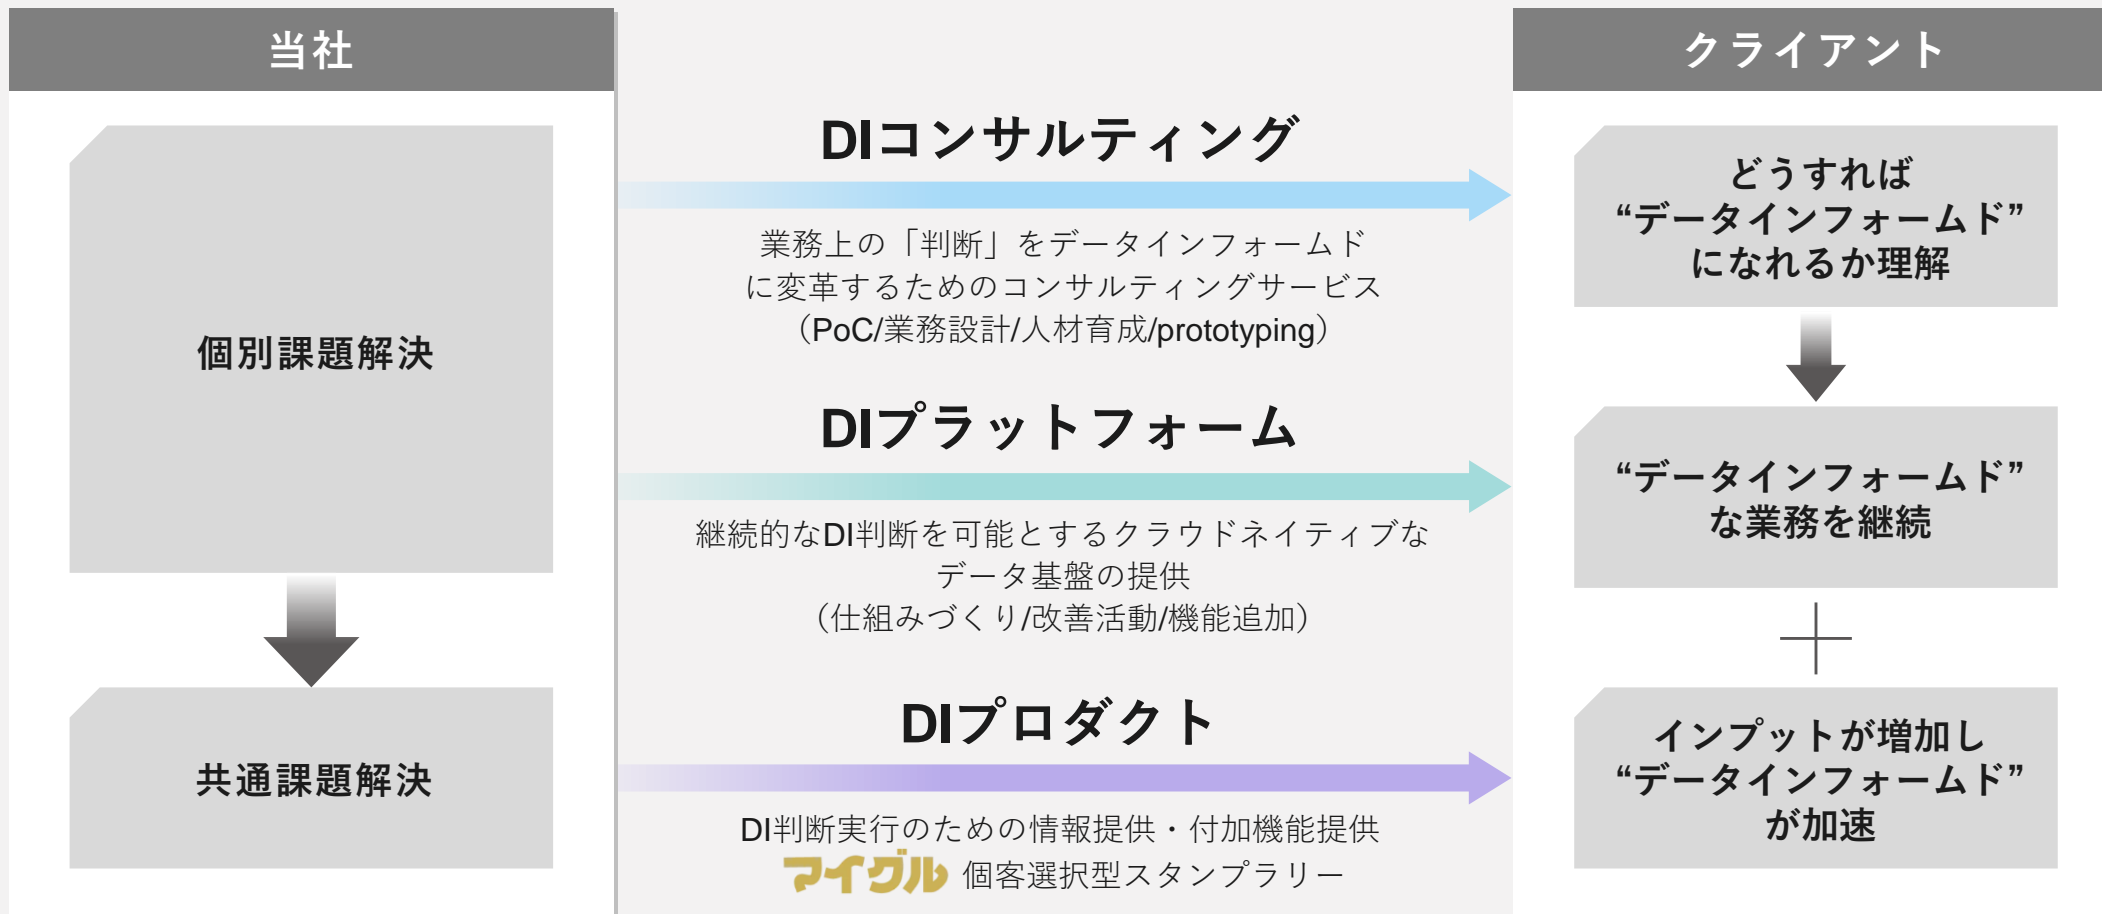 当社
個別課題解決
共通課題解決
DIコンサルティング
業務上の「判断」をデータインフォームド
に変革するためのコンサルティングサービス
（PoC/業務設計/人材育成/prototyping）
DIプラットフォーム
継続的なDI判断を可能とするクラウドネイティブな
データ基盤の提供
（仕組みづくり/改善活動/機能追加）
DIプロダクト
DI判断実行のための情報提供・付加機能提供
マイグル 個客選択型スタンプラリー
クライアント
どうすれば
“データインフォームド”
になれるか理解
“データインフォームド”
な業務を継続
インプットが増加し
“データインフォームド”
が加速